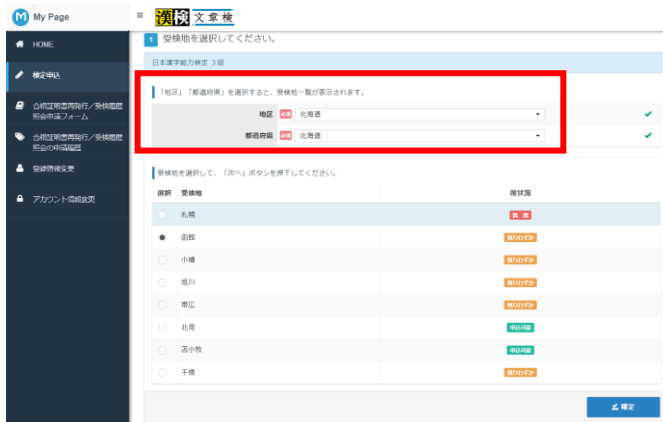 My Page
漢検 文章検
HOME
検定申込
合格証明書再発行/受検履歴
照会申請フォーム
合格証明書再発行/受検履歴
照会の申請履歴
登録情報変更
アカウント情報変更
1 受検地を選択してください。
日本漢字能力検定 3級
「地区」「都道府県」を選択すると、受検地一覧が表示されます。
地区 必須 北海道
都道府県 必須 北海道
受検地を選択して、「次へ」ボタンを押下してください。
選択 受検地 席状況
札幌 満 席
函館 残りわずか
小樽 残りわずか
旭川 残りわずか
帯広 残りわずか
北見 申込可能
苫小牧 申込可能
千歳 残りわずか
確定